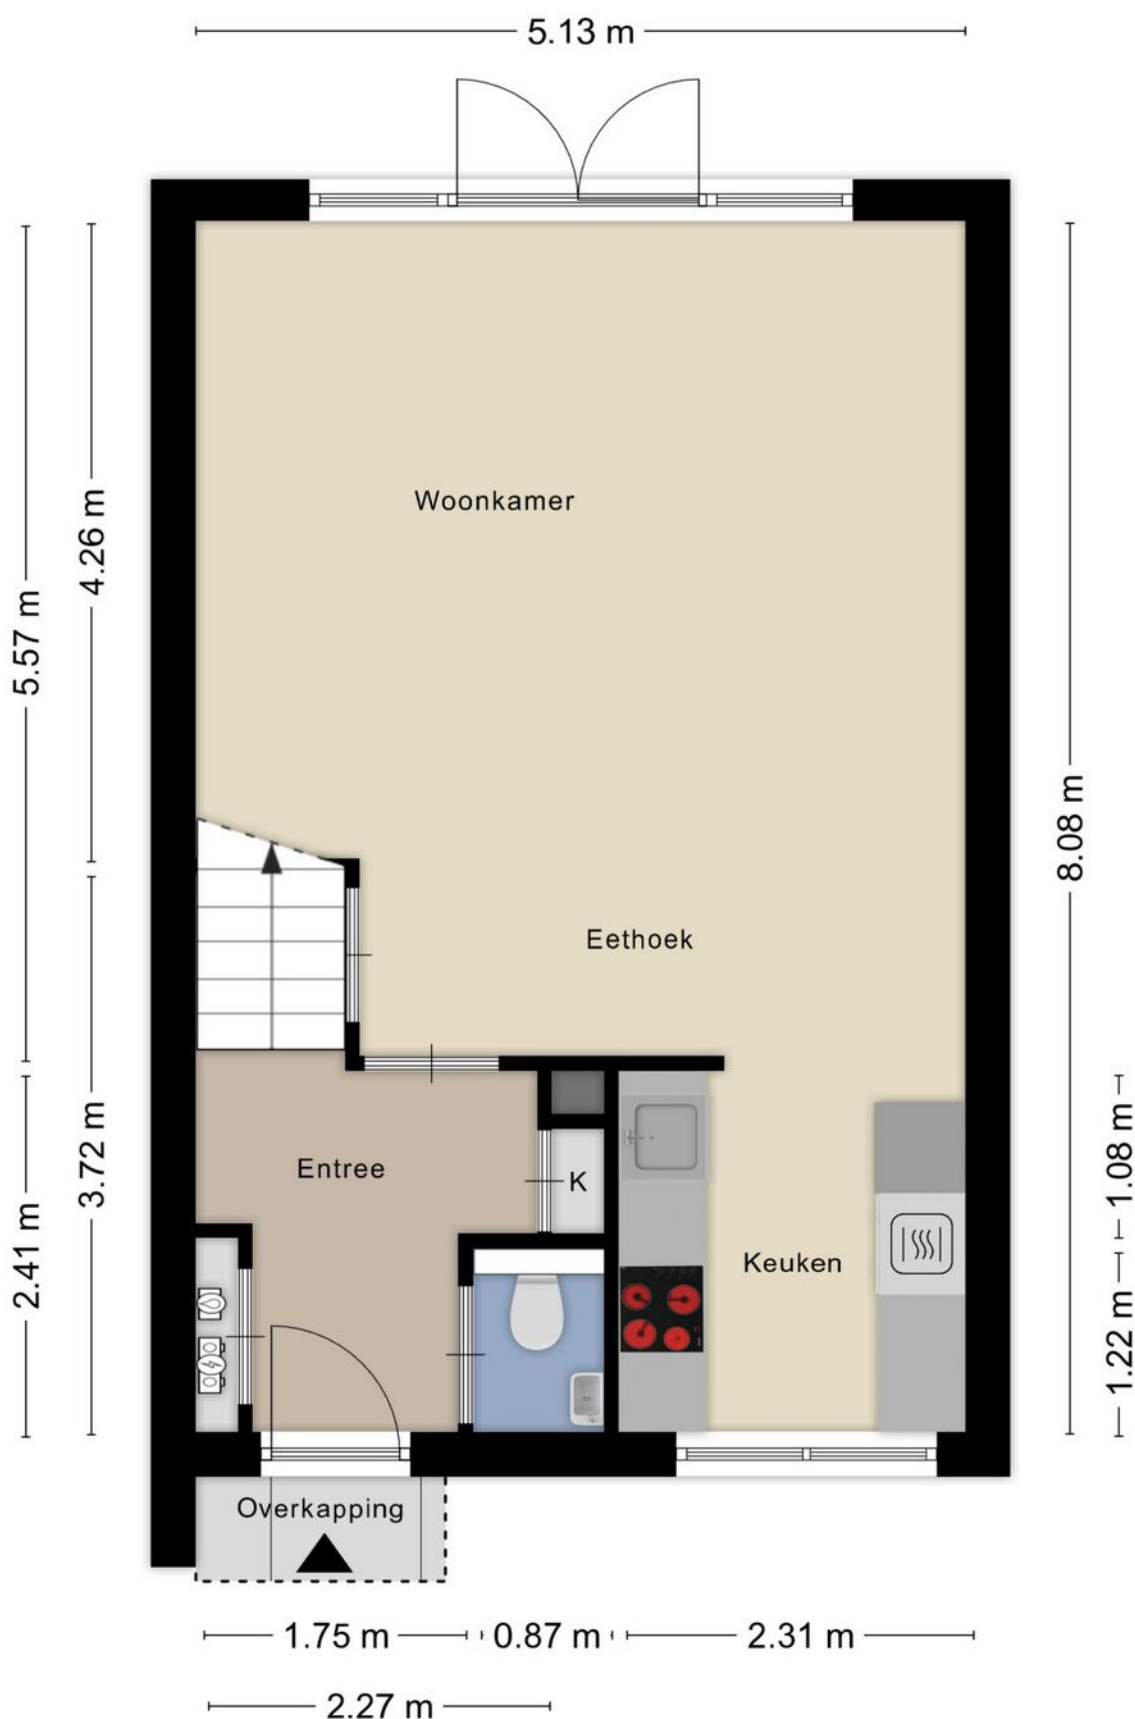 5.13 m
Woonkamer
4.26 m
5.57 m
8.08 m
Eethoek
Entree
K
Keuken
3.72 m
2.41 m
1.08 m
1.22 m
Overkapping
1.75 m
0.87 m
2.31 m
2.27 m